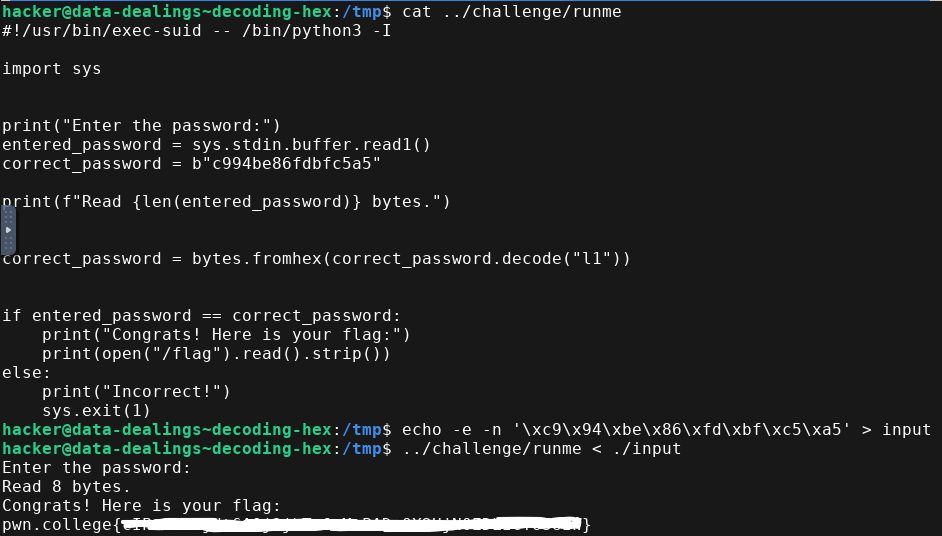 hacker@data-dealings~decoding-hex:/tmp$ cat ../challenge/runme
#!/usr/bin/exec-suid -- /bin/python3 -I
import sys
print("Enter the password:")
entered_password = sys.stdin.buffer.read1()
correct_password = b"c994be86fdbfc5a5"
print(f"Read {len(entered_password)} bytes.")
correct_password = bytes.fromhex(correct_password.decode("l1"))
if entered_password == correct_password:
    print("Congrats! Here is your flag:")
    print(open("/flag").read().strip())
else:
    print("Incorrect!")
    sys.exit(1)
hacker@data-dealings~decoding-hex:/tmp$ echo -e -n '\xc9\x94\xbe\x86\xfd\xbf\xc5\xa5' > input
hacker@data-dealings~decoding-hex:/tmp$ ../challenge/runme < ./input
Enter the password:
Read 8 bytes.
Congrats! Here is your flag:
pwn.college{}